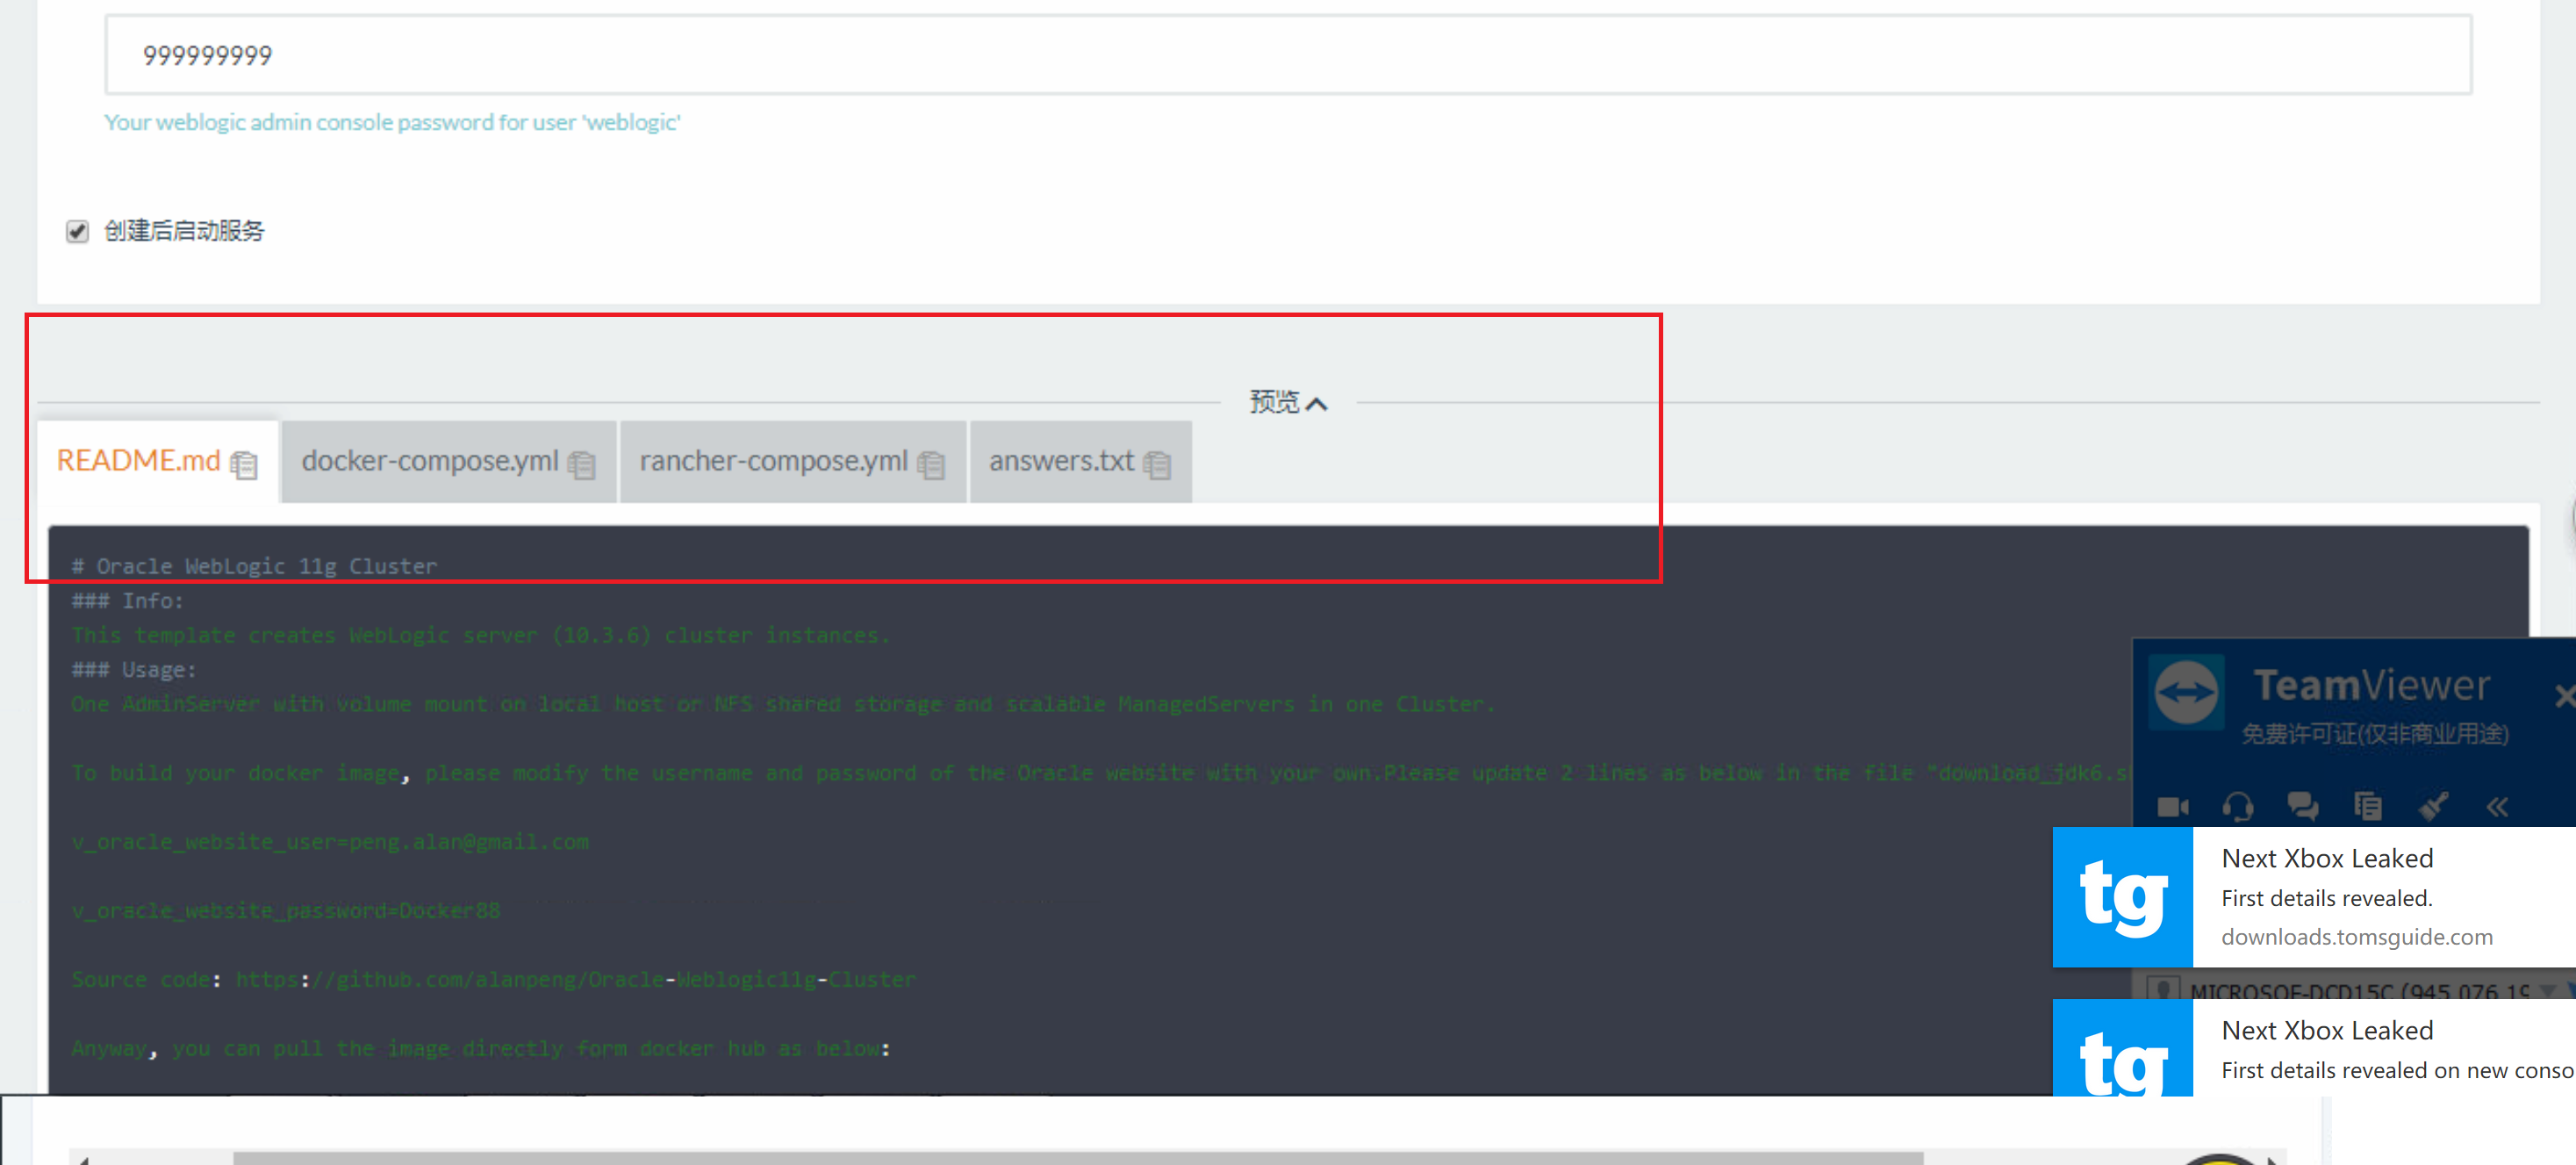 999999999
Your weblogic admin console password for user 'weblogic'
创建后启动服务
预览
README.md
docker-compose.yml
rancher-compose.yml
answers.txt
# Oracle WebLogic 11g Cluster
### Info:
This template creates WebLogic server (10.3.6) cluster instances.
### Usage:
One AdminServer with volume mount on local host or NFS shared storage and scalable ManagedServers in one Cluster.
To build your docker image, please modify the username and password of the Oracle website with your own.Please update 2 lines as below in the file "download_jdk6.s
v_oracle_website_user=peng.alan@gmail.com
v_oracle_website_password=Docker88
Source code: https://github.com/alanpeng/Oracle-Weblogic11g-Cluster
Anyway, you can pull the image directly form docker hub as below:
TeamViewer
免费许可证(仅非商业用途)
tg
Next Xbox Leaked
First details revealed.
downloads.tomsguide.com
MICROSOF-DCD15C (945 076 19
tg
Next Xbox Leaked
First details revealed on new conso